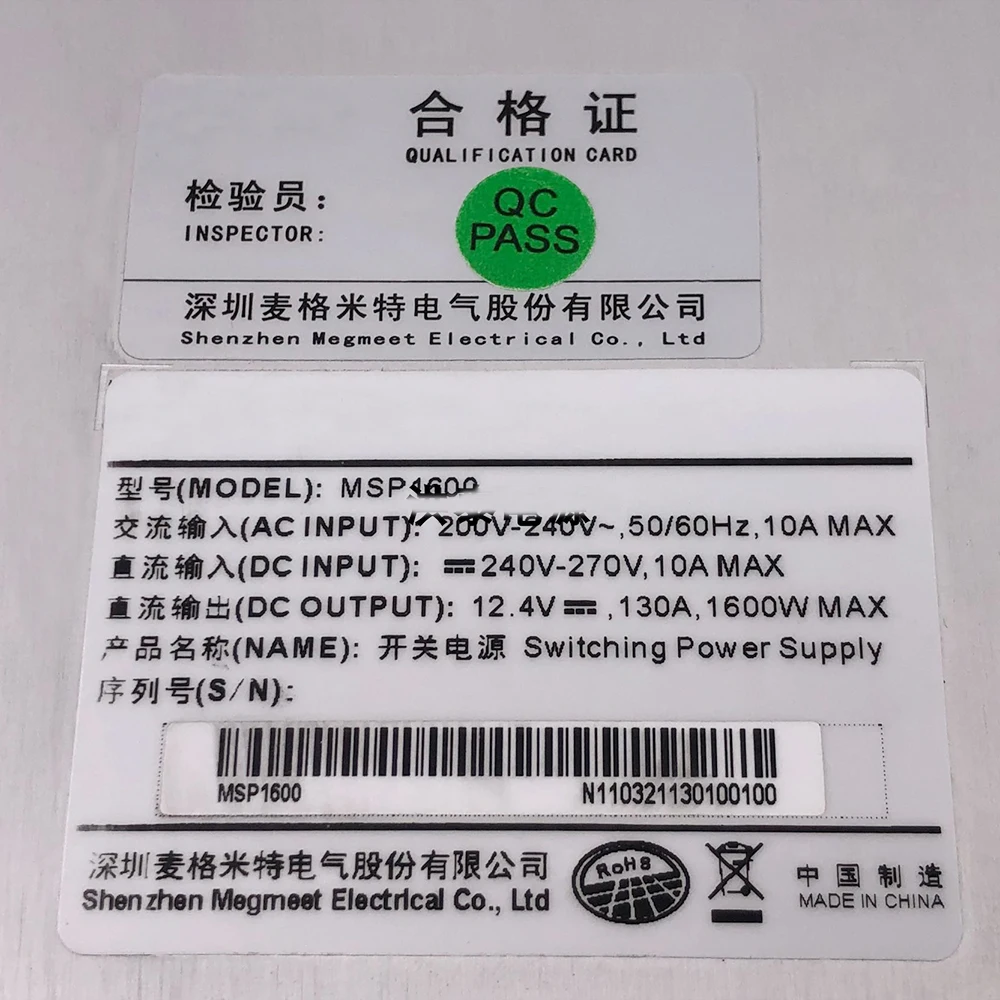 合格证
QUALIFICATION CARD
检验员：
INSPECTOR:
QC
PASS
深圳麦格米特电气股份有限公司
Shenzhen Megmeet Electrical Co., Ltd
型号(MODEL): MSP1600
交流输入(AC INPUT): 200V-240V~,50/60Hz,10A MAX
直流输入(DC INPUT): ⎓240V-270V,10A MAX
直流输出(DC OUTPUT): 12.4V⎓,130A,1600W MAX
产品名称(NAME): 开关电源 Switching Power Supply
序列号(S/N):
MSP1600 N110321130100100
深圳麦格米特电气股份有限公司
Shenzhen Megmeet Electrical Co., Ltd
RoHS
中国制造
MADE IN CHINA